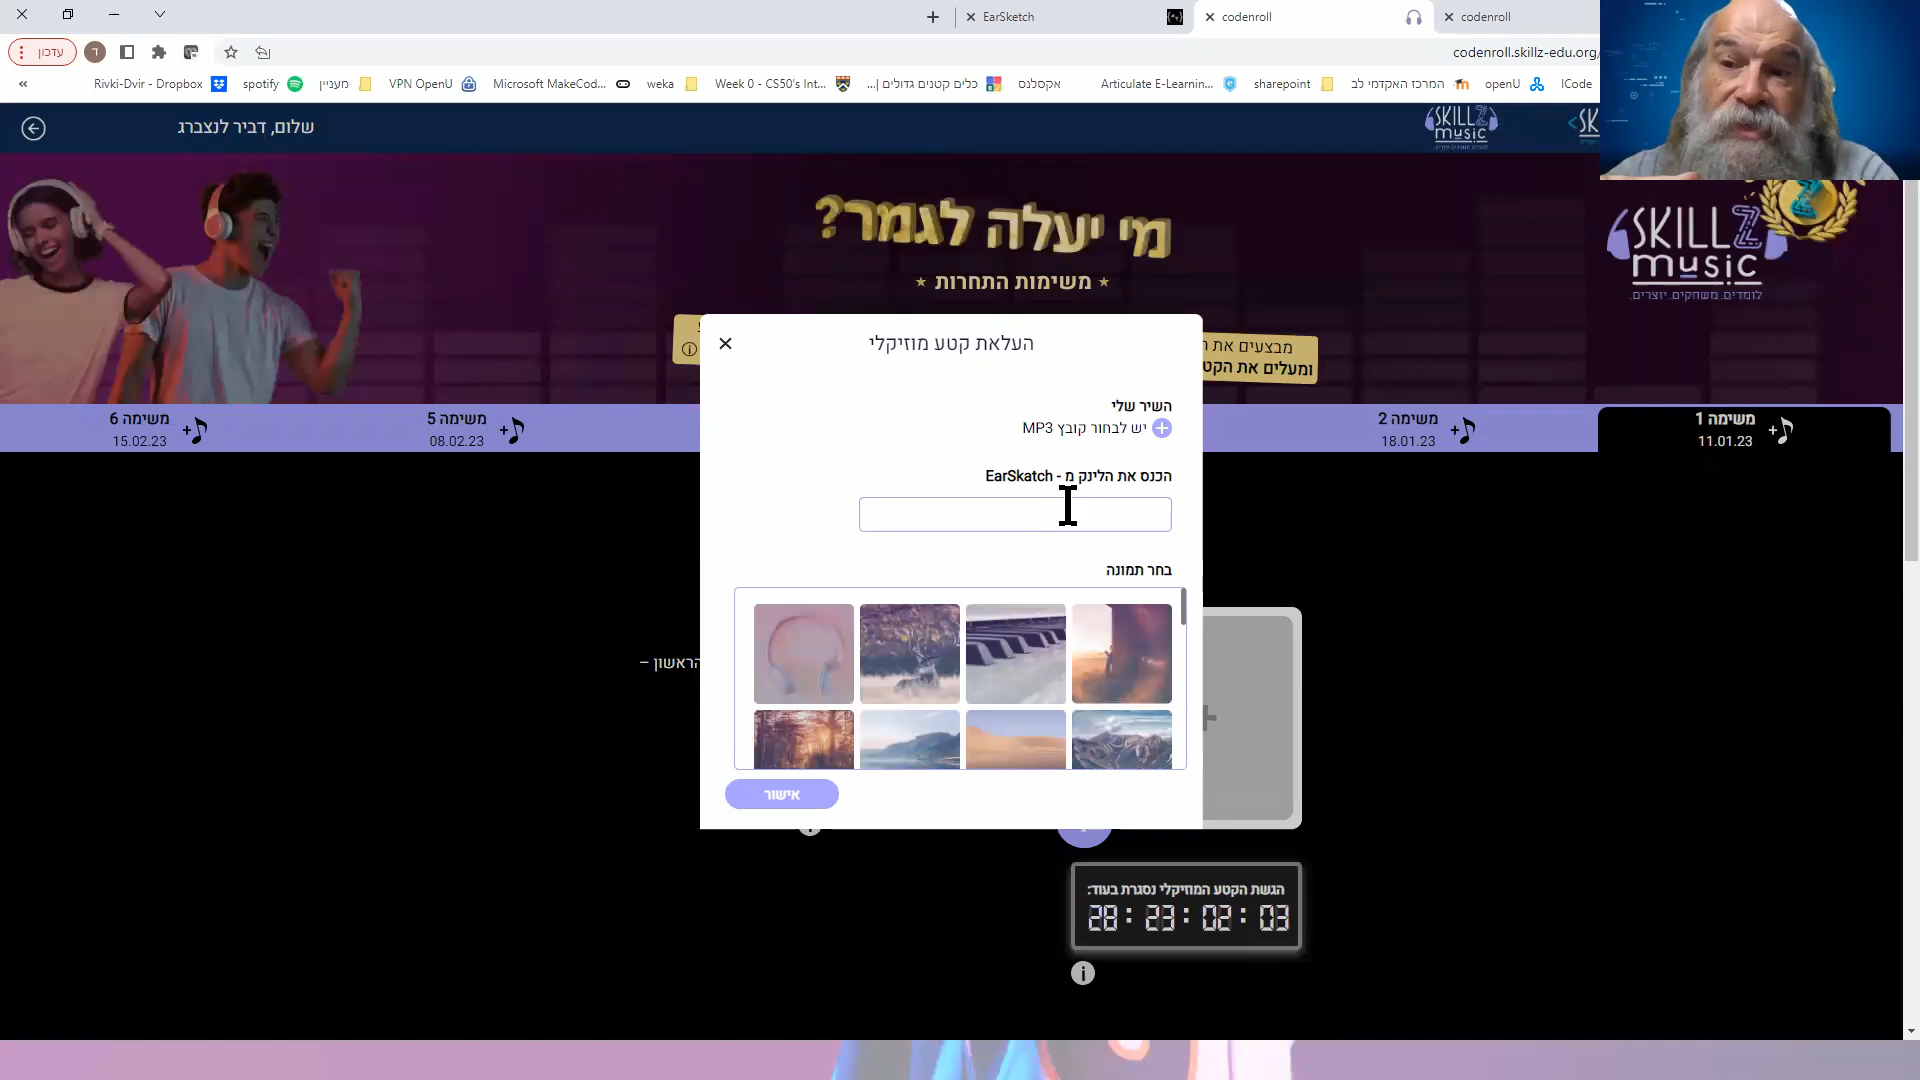 EarSketch
codenroll
codenroll
עדכון
ד
codenroll.skillz-edu.org/
Rivki-Dvir - Dropbox
spotify
מעניין
VPN OpenU
Microsoft MakeCod...
weka
Week 0 - CS50's Int...
כלים קטנים גדולים |...
אקסלנס
Articulate E-Learnin...
sharepoint
המרכז האקדמי לב
openU
ICode
שלום, דביר לנצברג
SKILLZ
music
מי יעלה לגמר?
משימות התחרות
SKILLZ
music
לומדים. משחקים. יוצרים.
מבצעים את
ומעלים את
משימה 1
11.01.23
משימה 2
18.01.23
משימה 5
08.02.23
משימה 6
15.02.23
העלאת קטע מוזיקלי
השיר שלי
יש לבחור קובץ MP3
הכנס את הלינק מ - EarSkatch
בחר תמונה
אישור
הראשון –
הגשת הקטע המוזיקלי נסגרת בעוד:
28 : 23 : 02 : 03